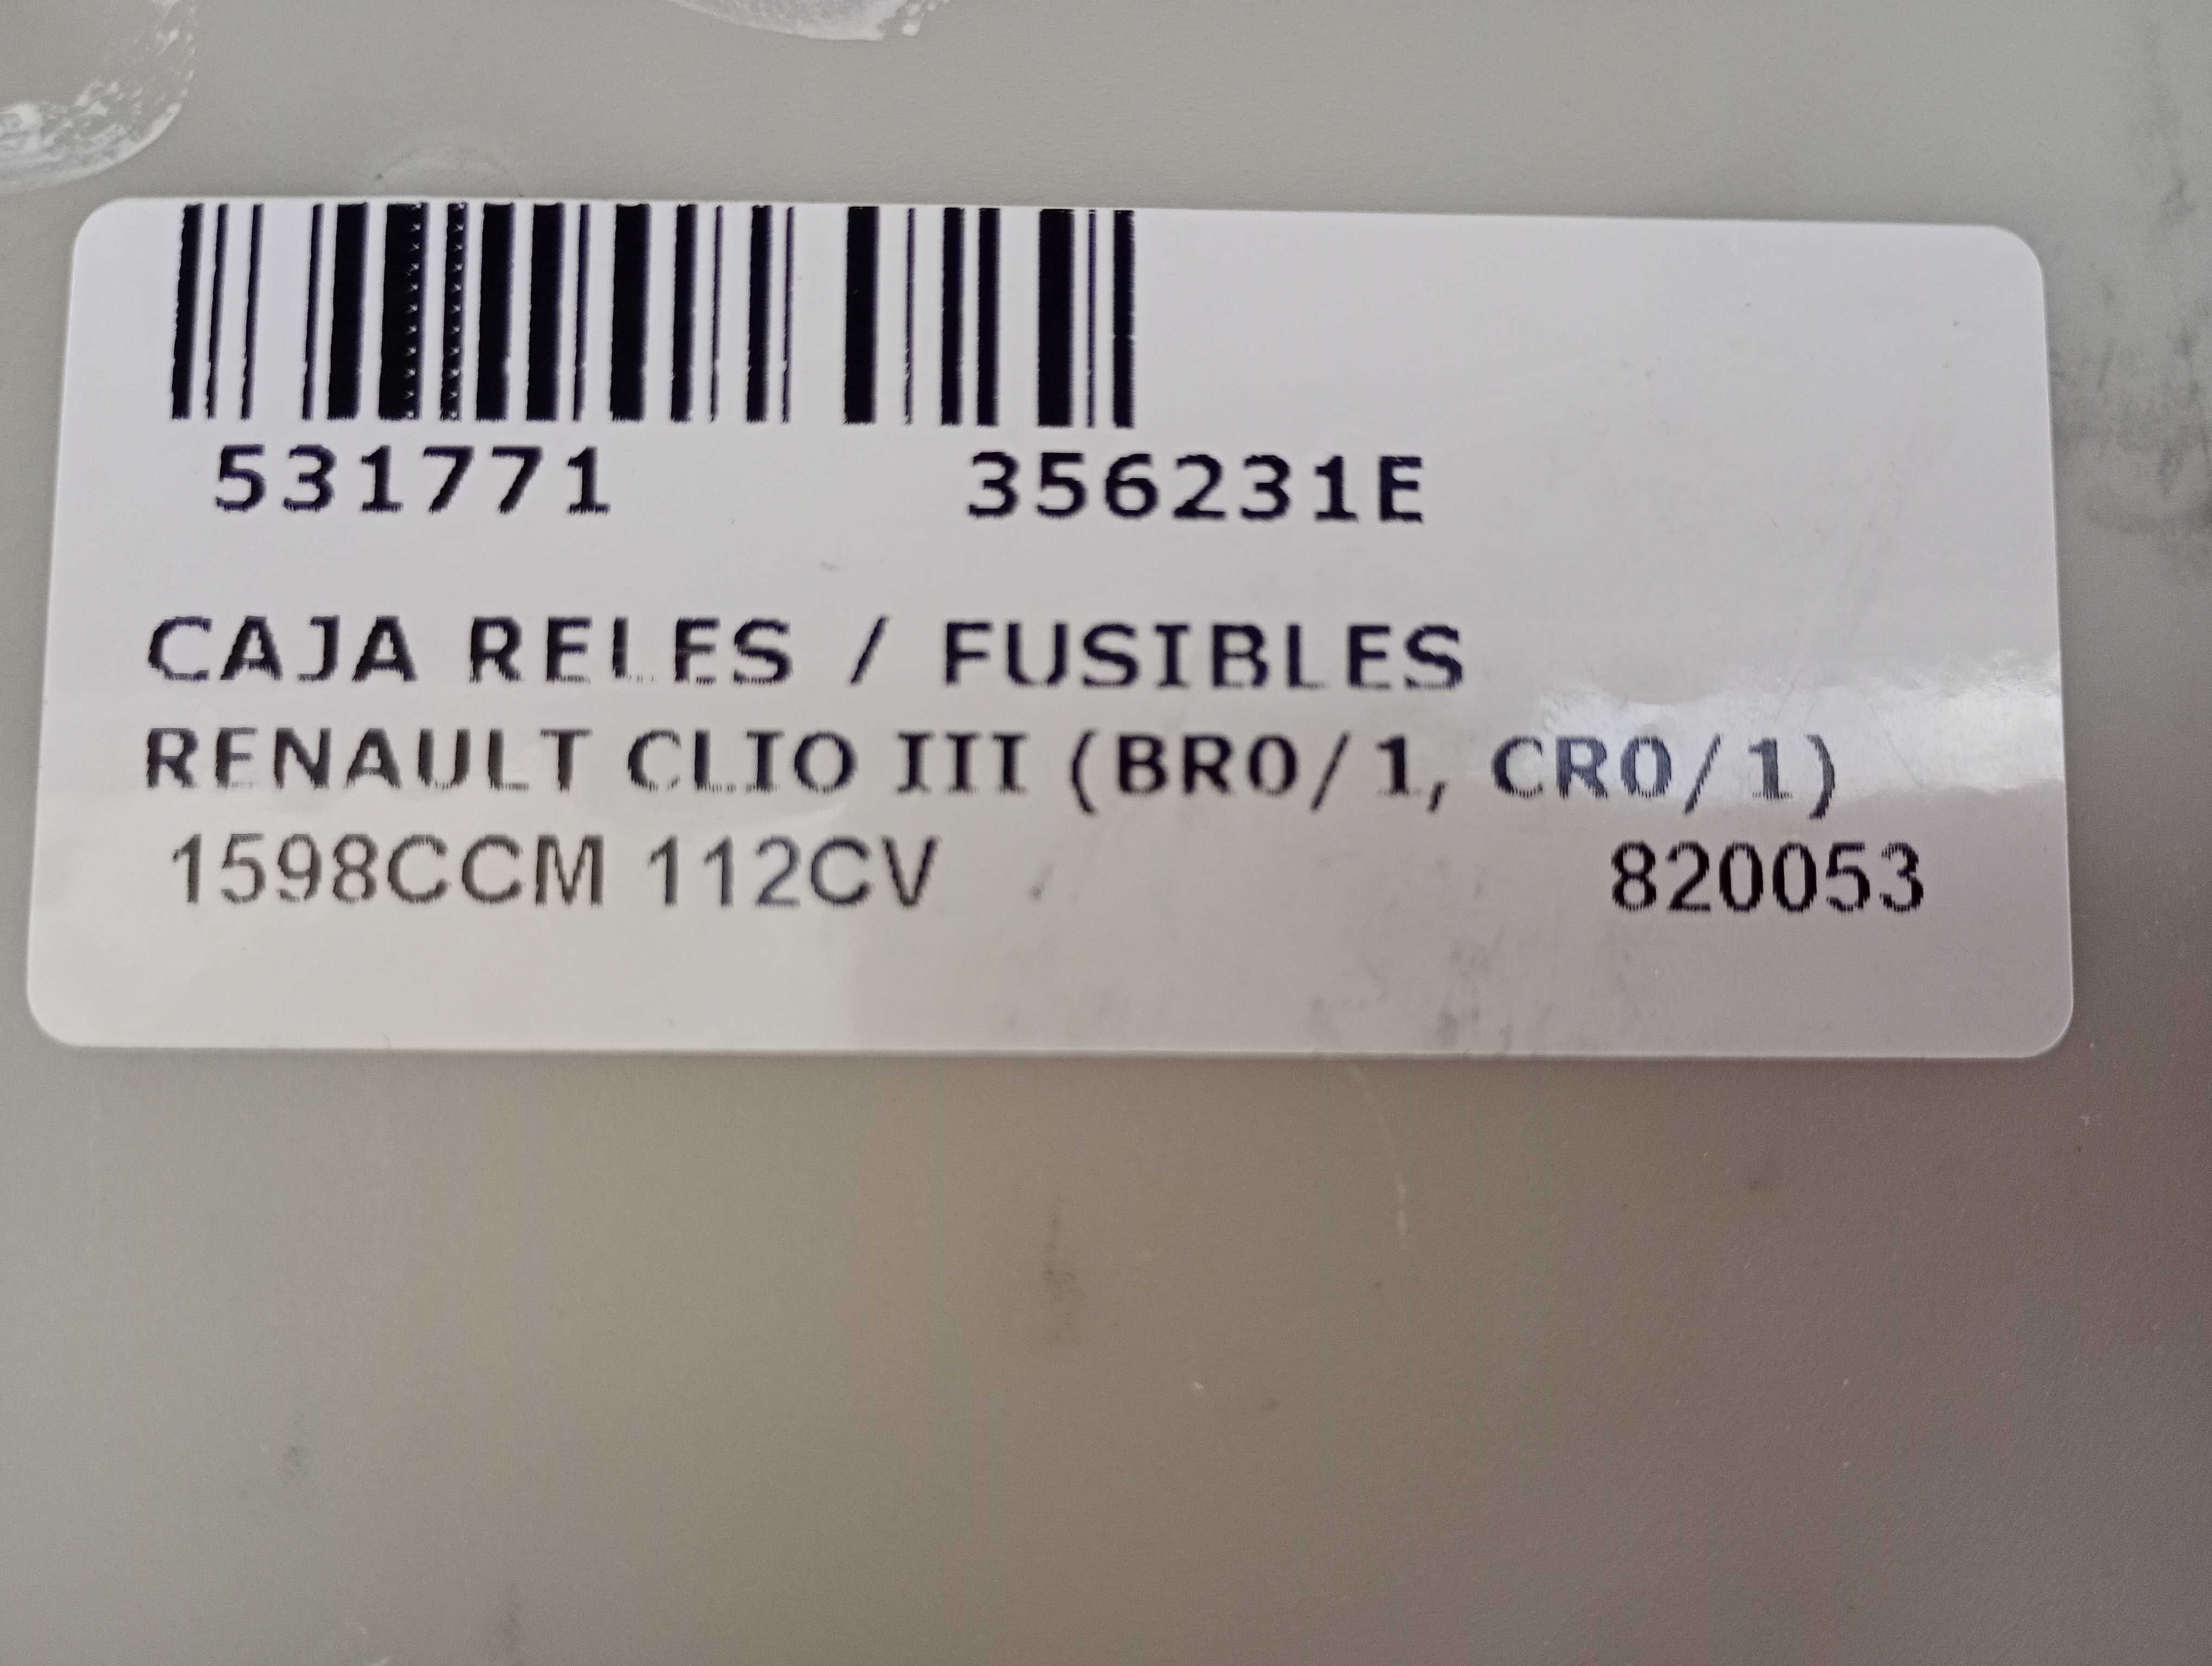 531771 356231E
CAJA RELES / FUSIBLES
RENAULT CLIO III (BR0/1, CR0/1)
1598CCM 112CV 820053